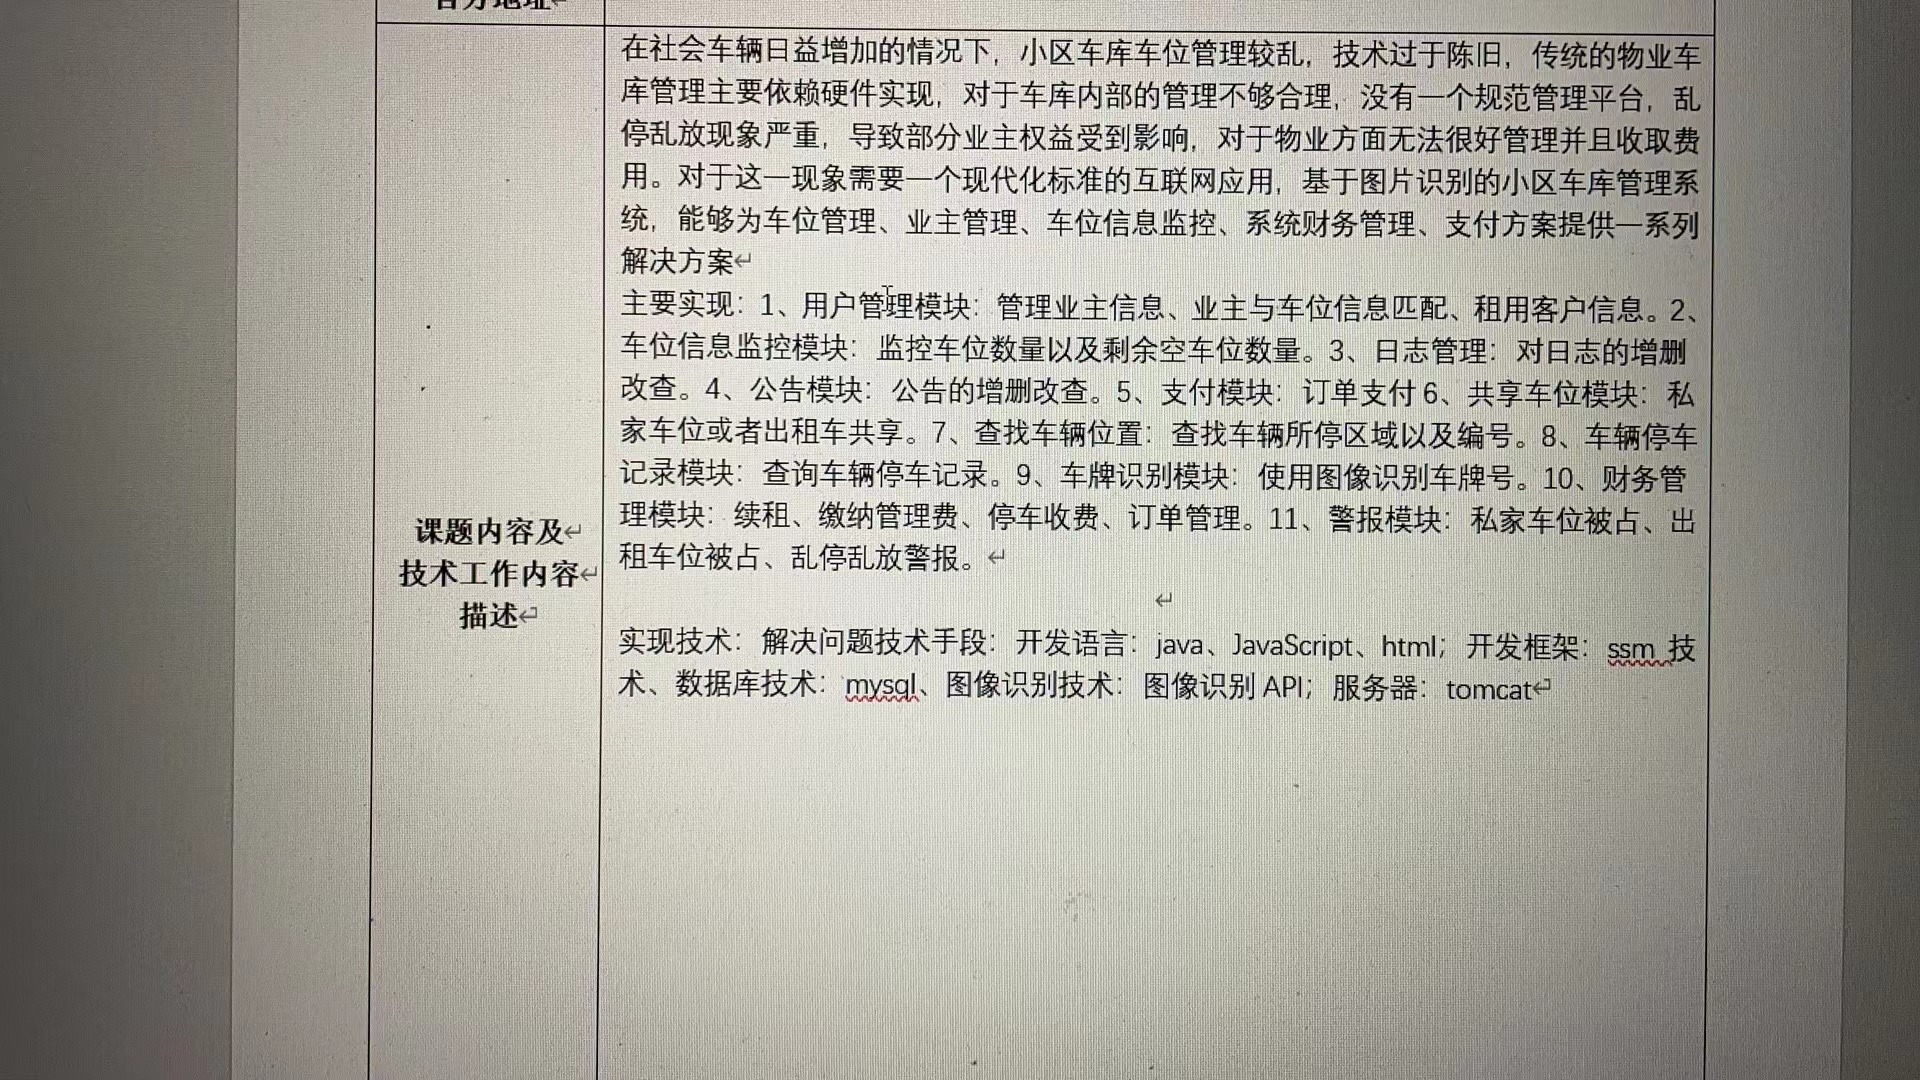 百分地址
在社会车辆日益增加的情况下，小区车库车位管理较乱，技术过于陈旧，传统的物业车
库管理主要依赖硬件实现，对于车库内部的管理不够合理，没有一个规范管理平台，乱
停乱放现象严重，导致部分业主权益受到影响，对于物业方面无法很好管理并且收取费
用。对于这一现象需要一个现代化标准的互联网应用，基于图片识别的小区车库管理系
统，能够为车位管理、业主管理、车位信息监控、系统财务管理、支付方案提供一系列
解决方案
主要实现：1、用户管理模块：管理业主信息、业主与车位信息匹配、租用客户信息。2、
车位信息监控模块：监控车位数量以及剩余空车位数量。3、日志管理：对日志的增删
改查。4、公告模块：公告的增删改查。5、支付模块：订单支付 6、共享车位模块：私
家车位或者出租车共享。7、查找车辆位置：查找车辆所停区域以及编号。8、车辆停车
记录模块：查询车辆停车记录。9、车牌识别模块：使用图像识别车牌号。10、财务管
理模块：续租、缴纳管理费、停车收费、订单管理。11、警报模块：私家车位被占、出
租车位被占、乱停乱放警报。
课题内容及
技术工作内容
描述
实现技术：解决问题技术手段：开发语言：java、JavaScript、html；开发框架：ssm 技
术、数据库技术：mysql、图像识别技术：图像识别 API；服务器：tomcat